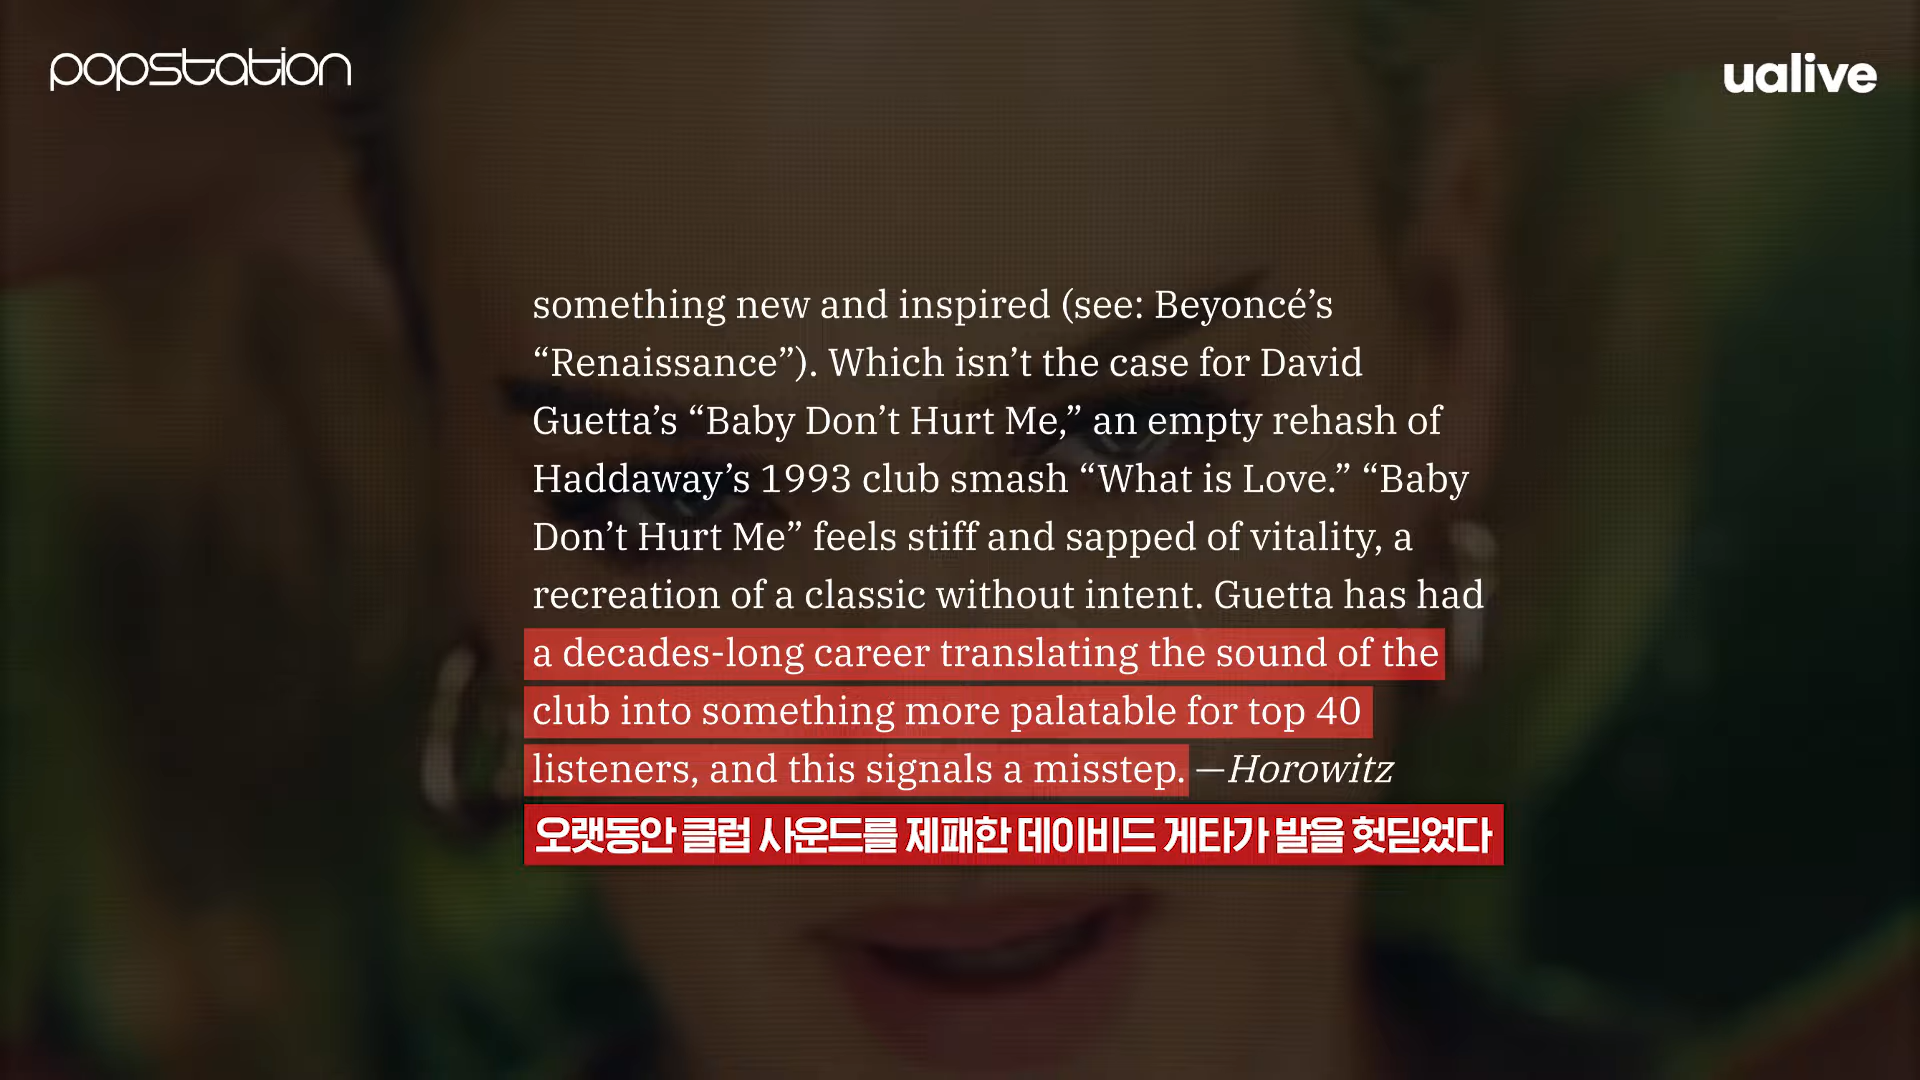 popstation
ualive
something new and inspired (see: Beyoncé’s
“Renaissance”). Which isn’t the case for David
Guetta’s “Baby Don’t Hurt Me,” an empty rehash of
Haddaway’s 1993 club smash “What is Love.” “Baby
Don’t Hurt Me” feels stiff and sapped of vitality, a
recreation of a classic without intent. Guetta has had
a decades-long career translating the sound of the
club into something more palatable for top 40
listeners, and this signals a misstep. —Horowitz
오랫동안 클럽 사운드를 제패한 데이비드 게타가 발을 헛딛었다